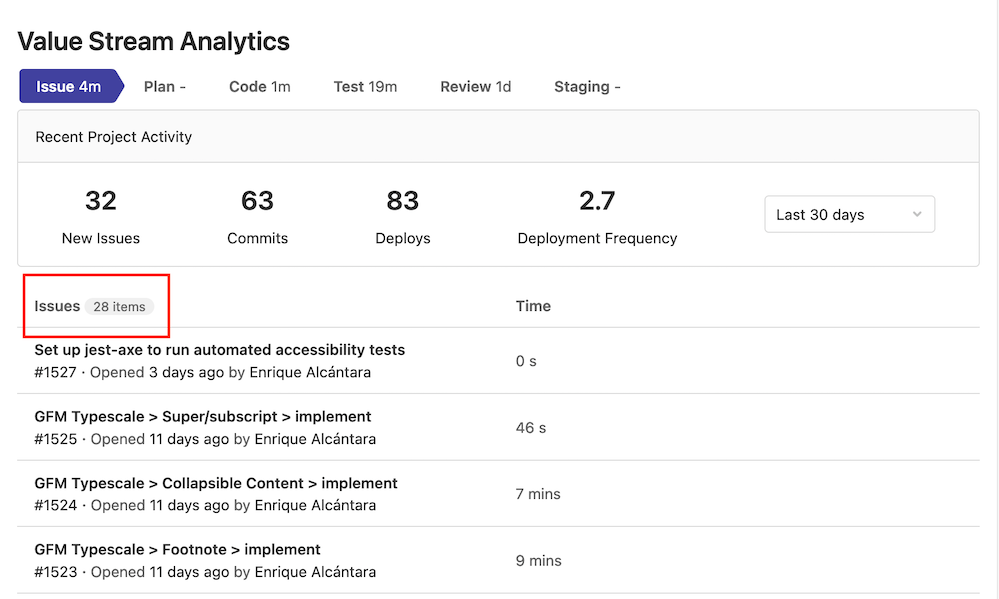 Value Stream Analytics
Issue 4m Plan - Code 1m Test 19m Review 1d Staging -
Recent Project Activity
32 63 83 2.7
Last 30 days
New Issues Commits Deploys Deployment Frequency
Issues 28 items Time
Set up jest-axe to run automated accessibility tests
#1527 · Opened 3 days ago by Enrique Alcántara
0 s
GFM Typescale > Super/subscript > implement
#1525 · Opened 11 days ago by Enrique Alcántara
46 s
GFM Typescale > Collapsible Content > implement
#1524 · Opened 11 days ago by Enrique Alcántara
7 mins
GFM Typescale > Footnote > implement
#1523 · Opened 11 days ago by Enrique Alcántara
9 mins